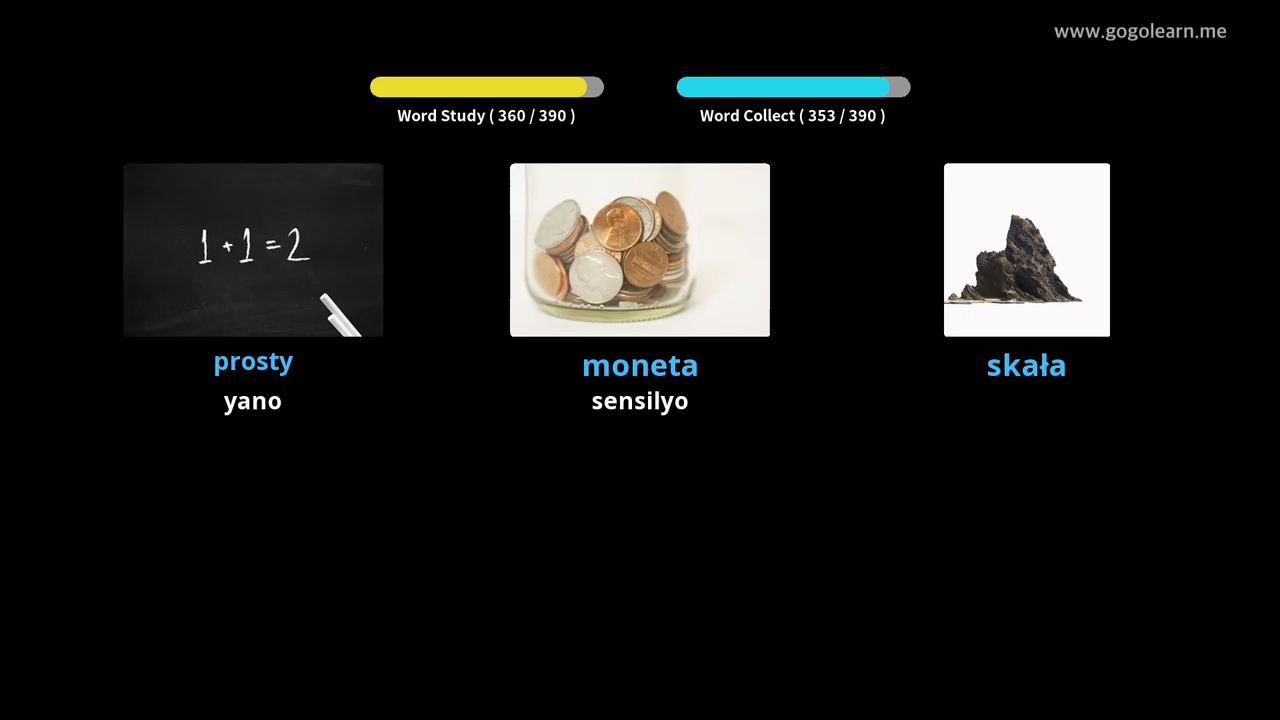 www.gogolearn.me
Word Study ( 360 / 390 )
Word Collect ( 353 / 390 )
1 + 1 = 2
prosty
moneta
skała
yano
sensilyo